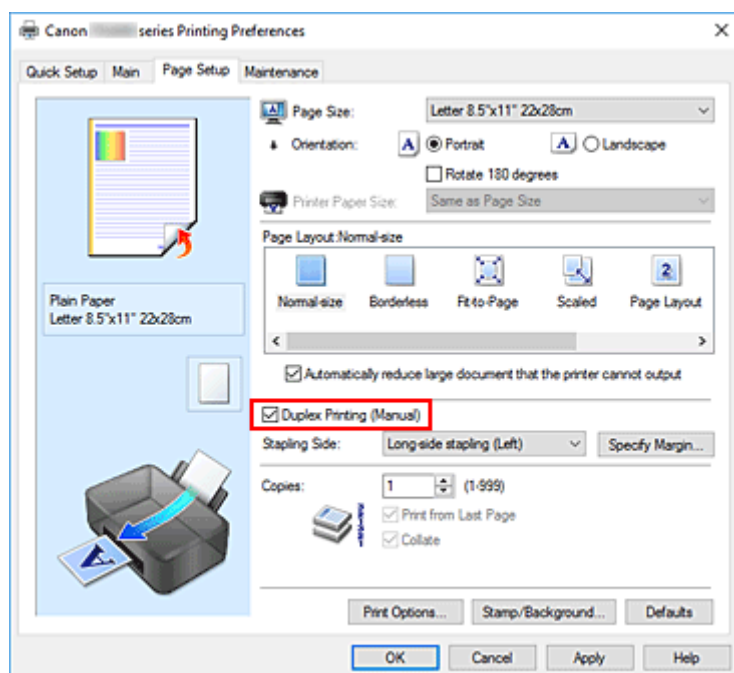 Canon series Printing Preferences
Quick Setup Main Page Setup Maintenance
Page Size: Letter 8.5"x11" 22x28cm
Orientation: A Portrait A Landscape
Rotate 180 degrees
Printer Paper Size: Same as Page Size
Page Layout:Normal-size
2
Normal-size Borderless Fit-to-Page Scaled Page Layout
Plain Paper
Letter 8.5"x11" 22x28cm
Automatically reduce large document that the printer cannot output
Duplex Printing (Manual)
Stapling Side: Long-side stapling (Left) Specify Margin...
Copies: 1 (1-999)
Print from Last Page
Collate
A
Print Options... Stamp/Background... Defaults
OK Cancel Apply Help